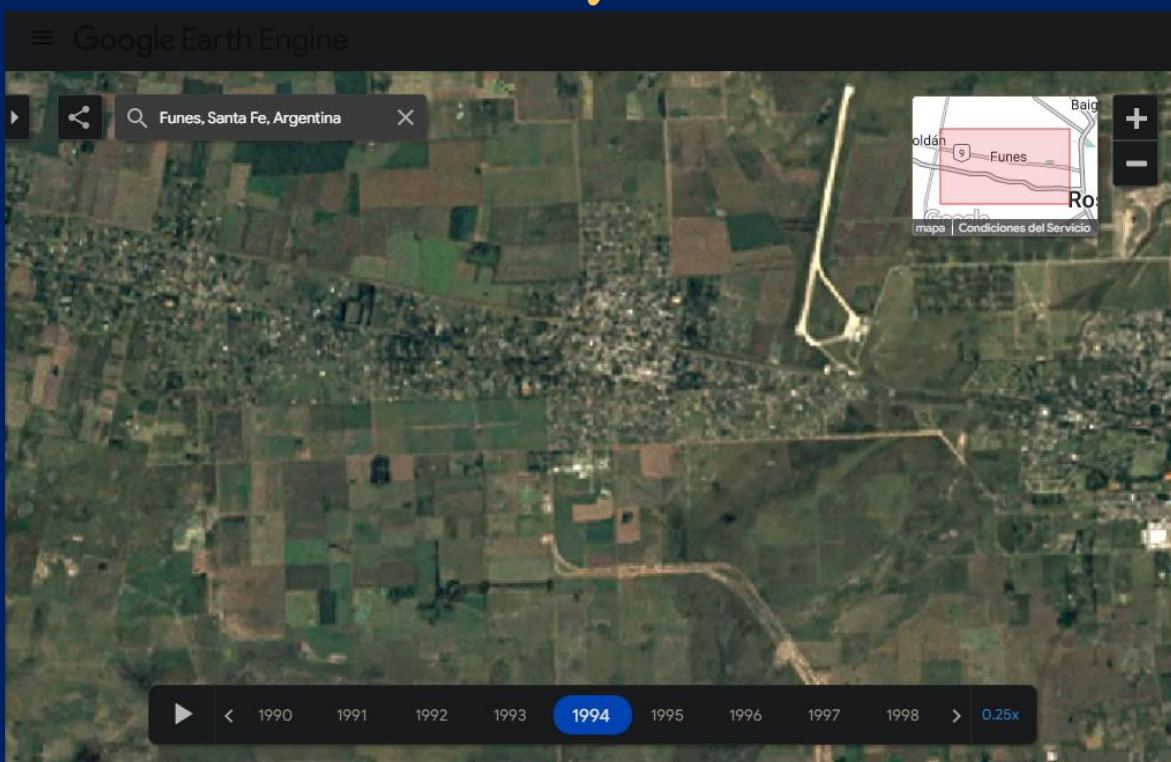 Google Earth Engine
Funes, Santa Fe, Argentina
Baig
oldán
9
Funes
Ros
Google
mapa | Condiciones del Servicio
1990 1991 1992 1993 1994 1995 1996 1997 1998 0.25x